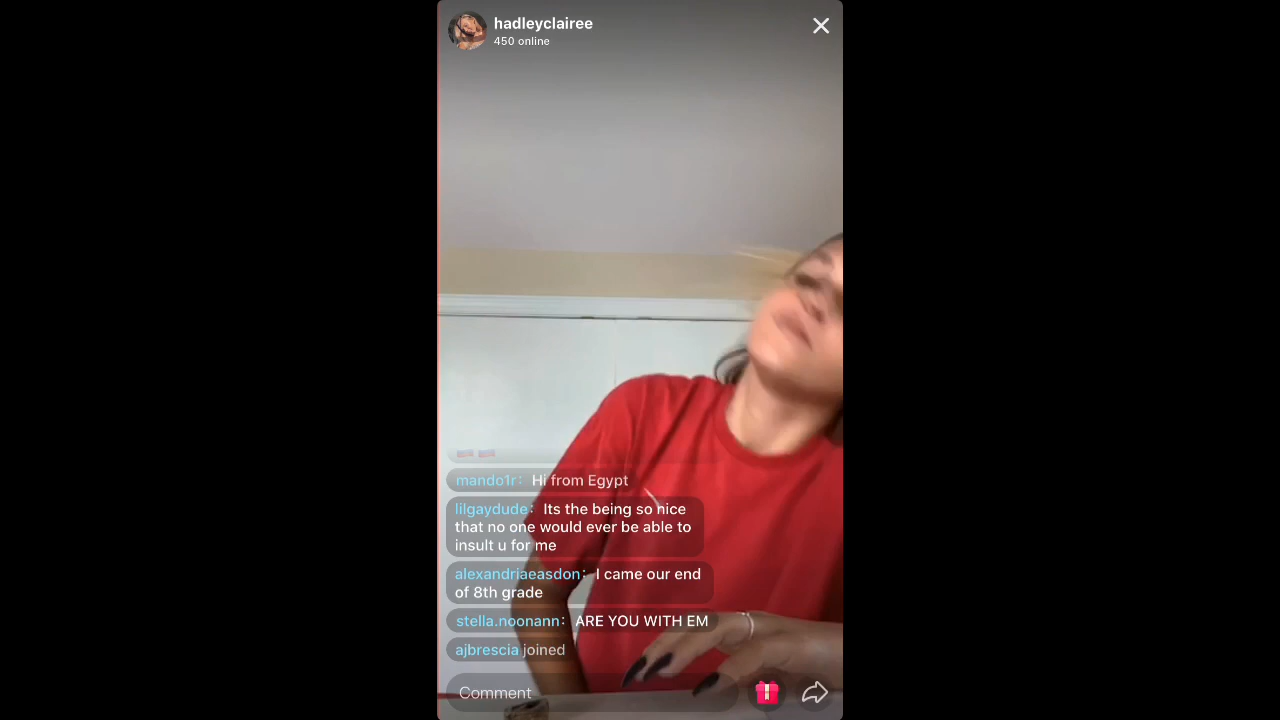 hadleyclairee
450 online
mando1r: Hi from Egypt
lilgaydude: Its the being so nice
that no one would ever be able to
insult u for me
alexandriaeasdon: I came our end
of 8th grade
stella.noonann: ARE YOU WITH EM
ajbrescia joined
Comment